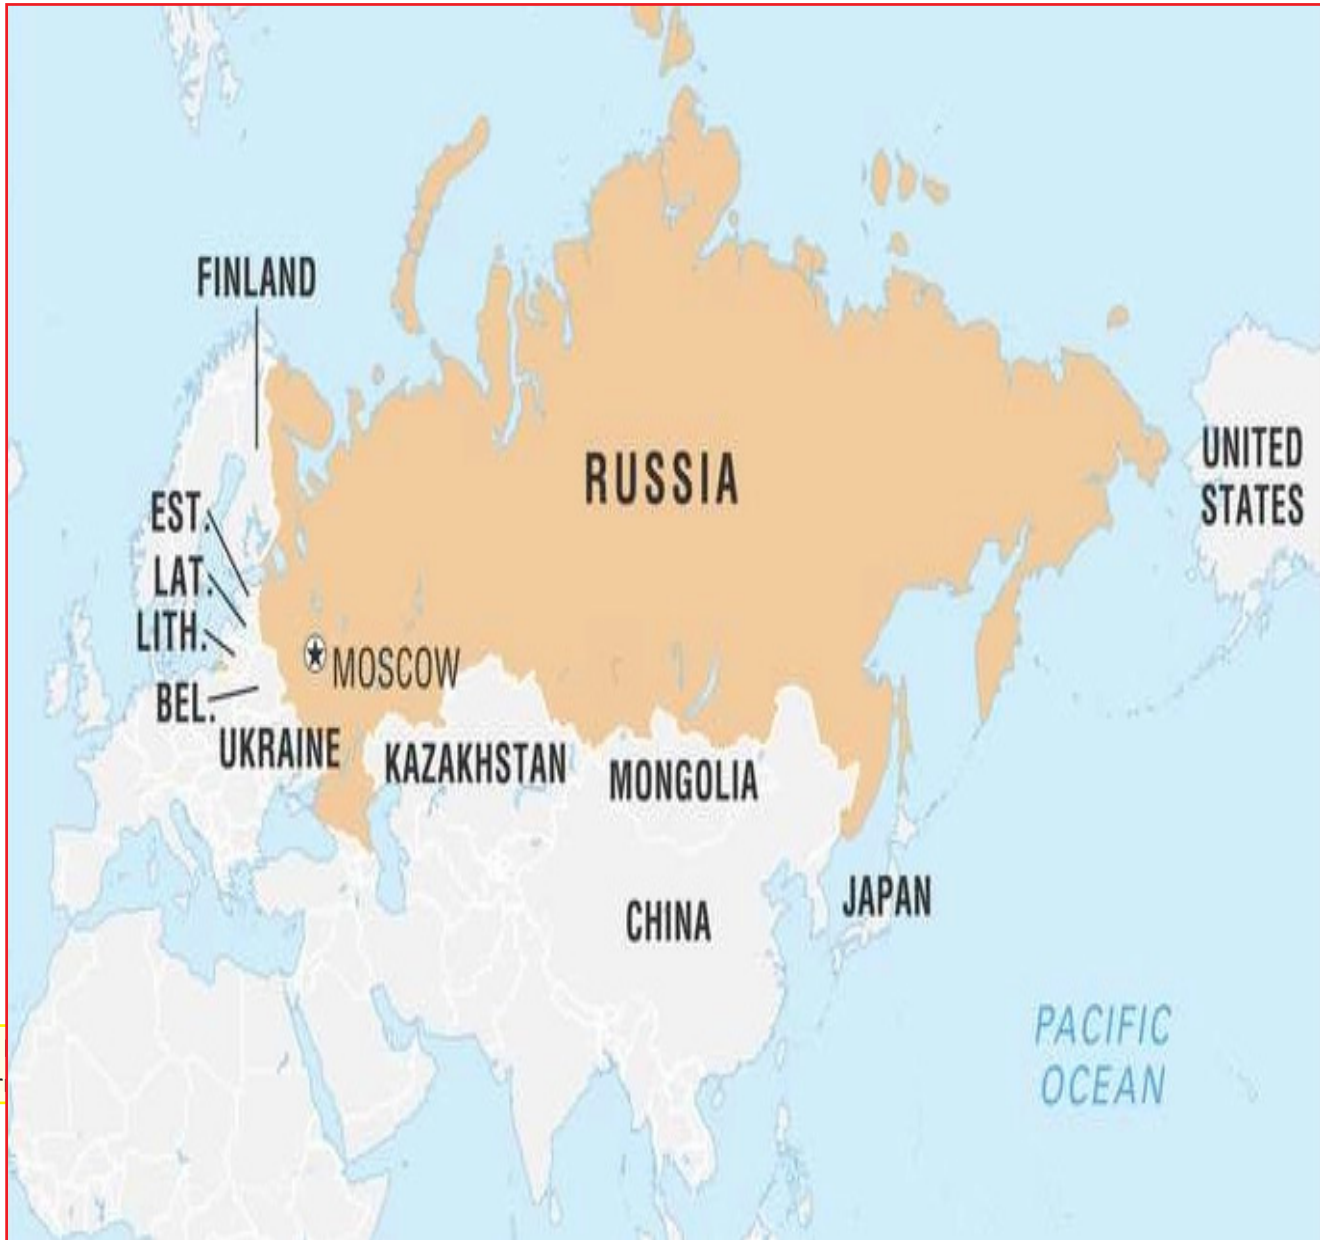 FINLAND
RUSSIA
UNITED
STATES
EST.
LAT.
LITH.
MOSCOW
BEL.
UKRAINE
KAZAKHSTAN
MONGOLIA
CHINA
JAPAN
PACIFIC
OCEAN